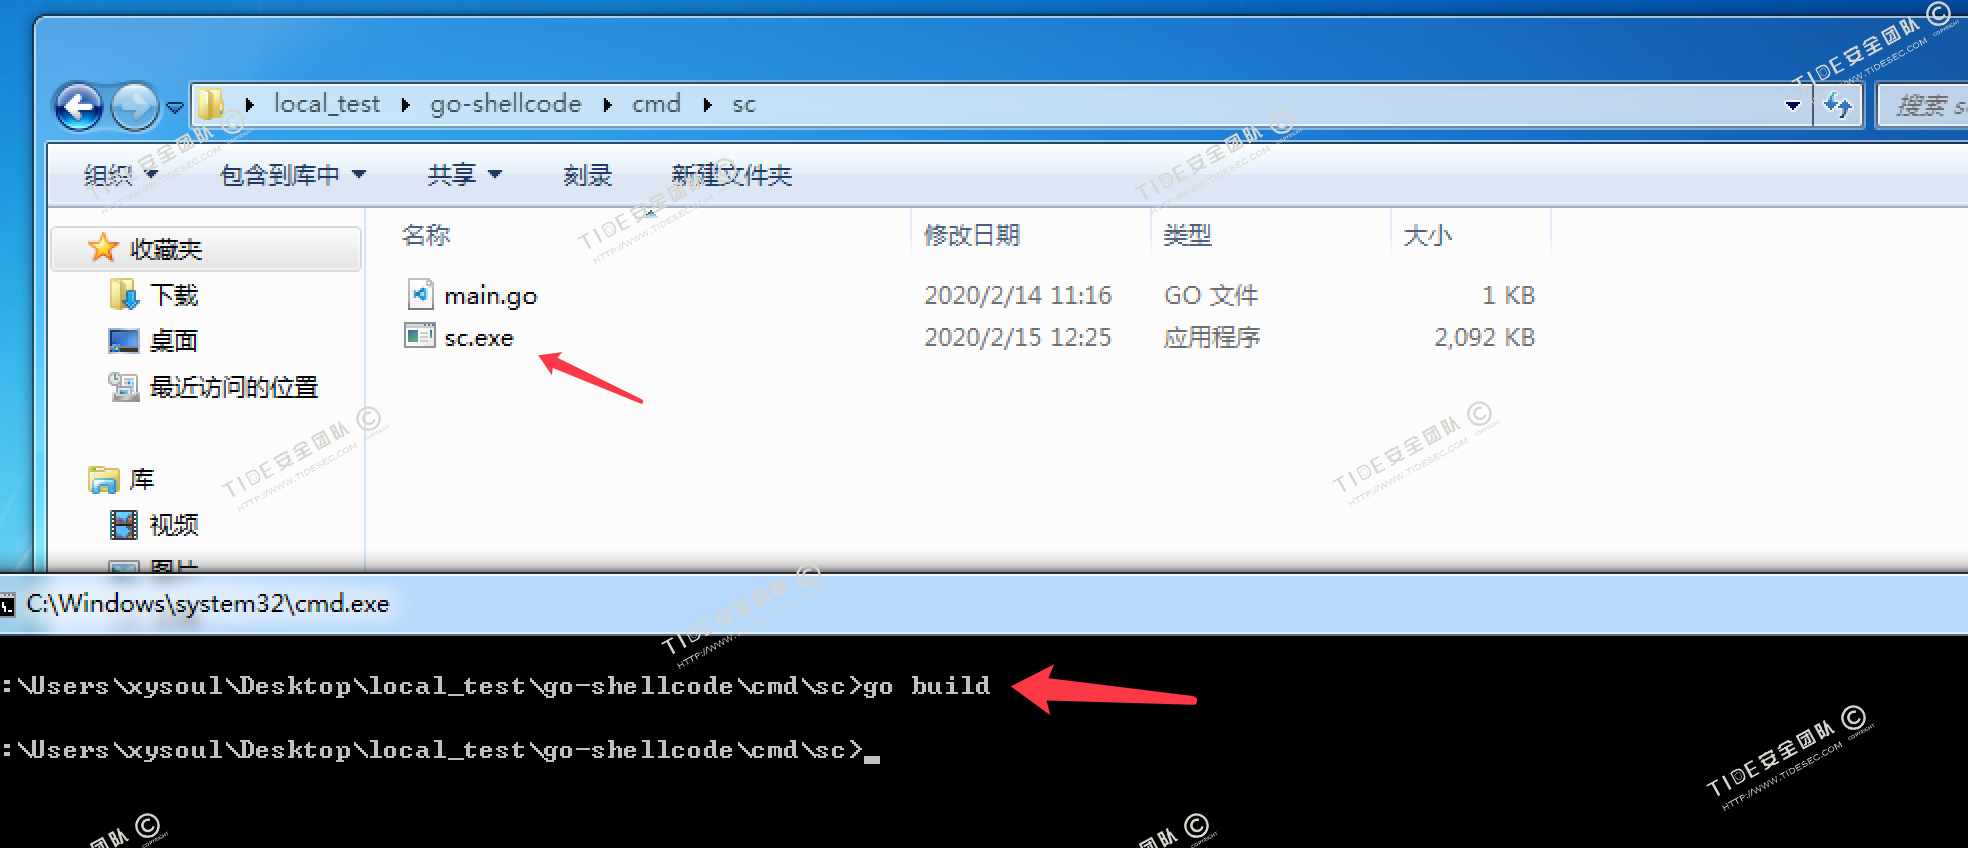 local_test go-shellcode cmd sc
搜索
组织 包含到库中 共享 刻录 新建文件夹
名称 修改日期 类型 大小
收藏夹
下载
桌面
最近访问的位置
库
视频
图片
main.go 2020/2/14 11:16 GO 文件 1 KB
sc.exe 2020/2/15 12:25 应用程序 2,092 KB
C:\Windows\system32\cmd.exe
:\Users\xysoul\Desktop\local_test\go-shellcode\cmd\sc>go build
:\Users\xysoul\Desktop\local_test\go-shellcode\cmd\sc>_
TIDE安全团队 ©
HTTP://WWW.TIDESEC.COM
COPYRIGHT